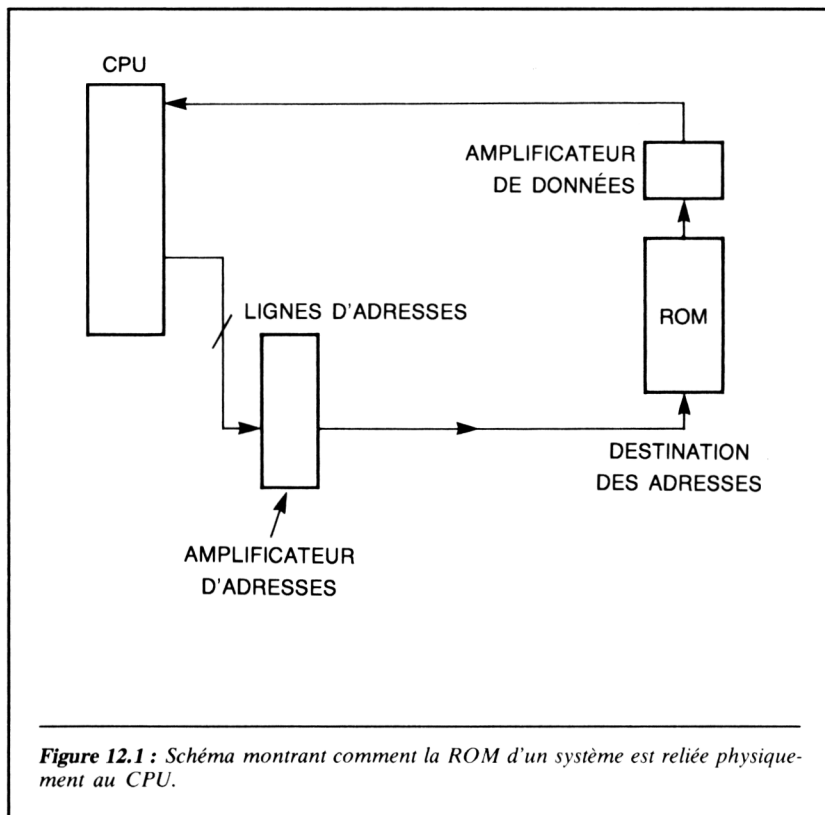 CPU
AMPLIFICATEUR
DE DONNÉES
ROM
LIGNES D'ADRESSES
DESTINATION
DES ADRESSES
AMPLIFICATEUR
D'ADRESSES
Figure 12.1 : Schéma montrant comment la ROM d'un système est reliée physique-
ment au CPU.